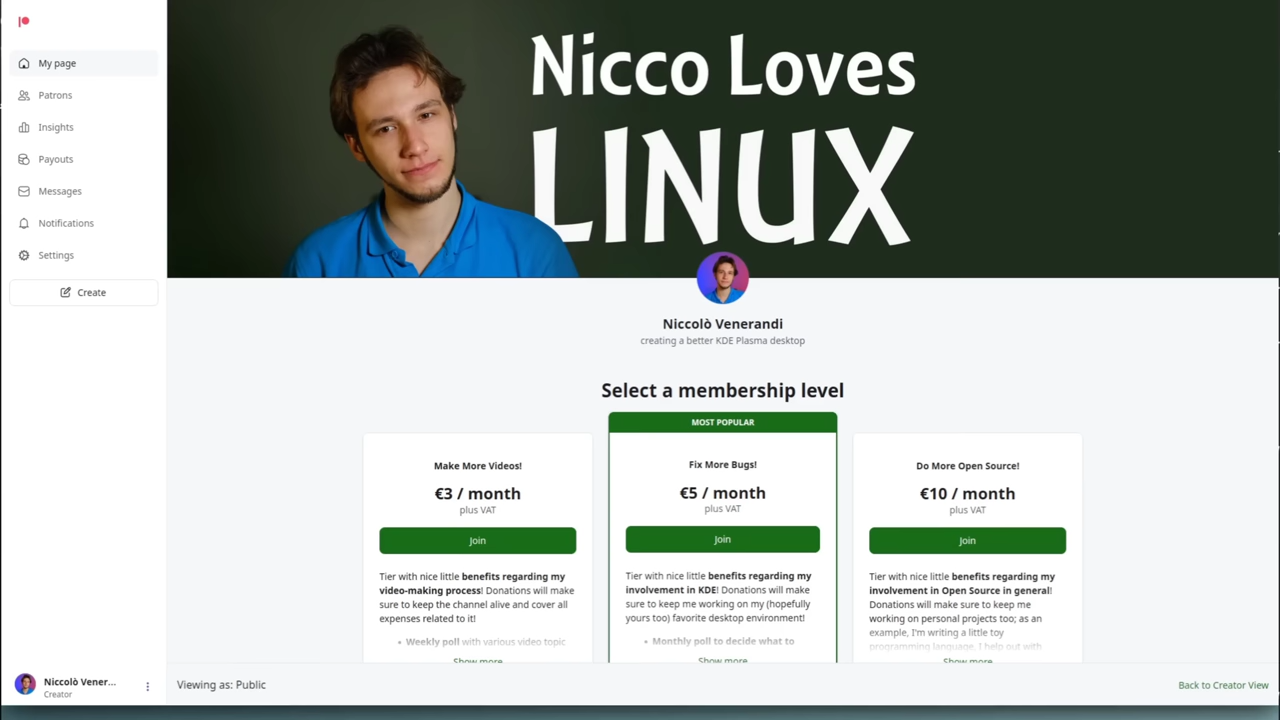 My page
Patrons
Insights
Payouts
Messages
Notifications
Settings
Create
Nicco Loves
LINUX
Niccolò Venerandi
creating a better KDE Plasma desktop
Select a membership level
Make More Videos!
€3 / month
plus VAT
Join
Tier with nice little benefits regarding my
video-making process! Donations will make
sure to keep the channel alive and cover all
expenses related to it!
• Weekly poll with various video topic
Show more
MOST POPULAR
Fix More Bugs!
€5 / month
plus VAT
Join
Tier with nice little benefits regarding my
involvement in KDE! Donations will make
sure to keep me working on my (hopefully
yours too) favorite desktop environment!
• Monthly poll to decide what to
Show more
Do More Open Source!
€10 / month
plus VAT
Join
Tier with nice little benefits regarding my
involvement in Open Source in general!
Donations will make sure to keep me
working on personal projects too; as an
example, I'm writing a little toy
programming language, I help out with
Show more
Niccolò Vener...
Creator
Viewing as: Public
Back to Creator View